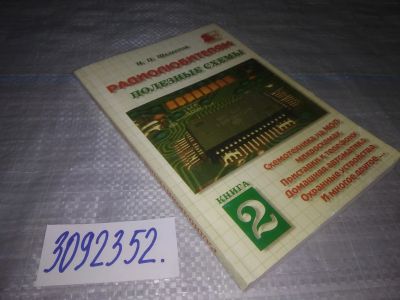 И. П. Шелестов
РАДИОЛЮБИТЕЛЯМ
ПОЛЕЗНЫЕ СХЕМЫ
Схемотехника на МОП
микросхемах,
Приставки к телефону,
Домашняя автоматика,
Охранные устройства,
И многое другое...
КНИГА
2
3092352.